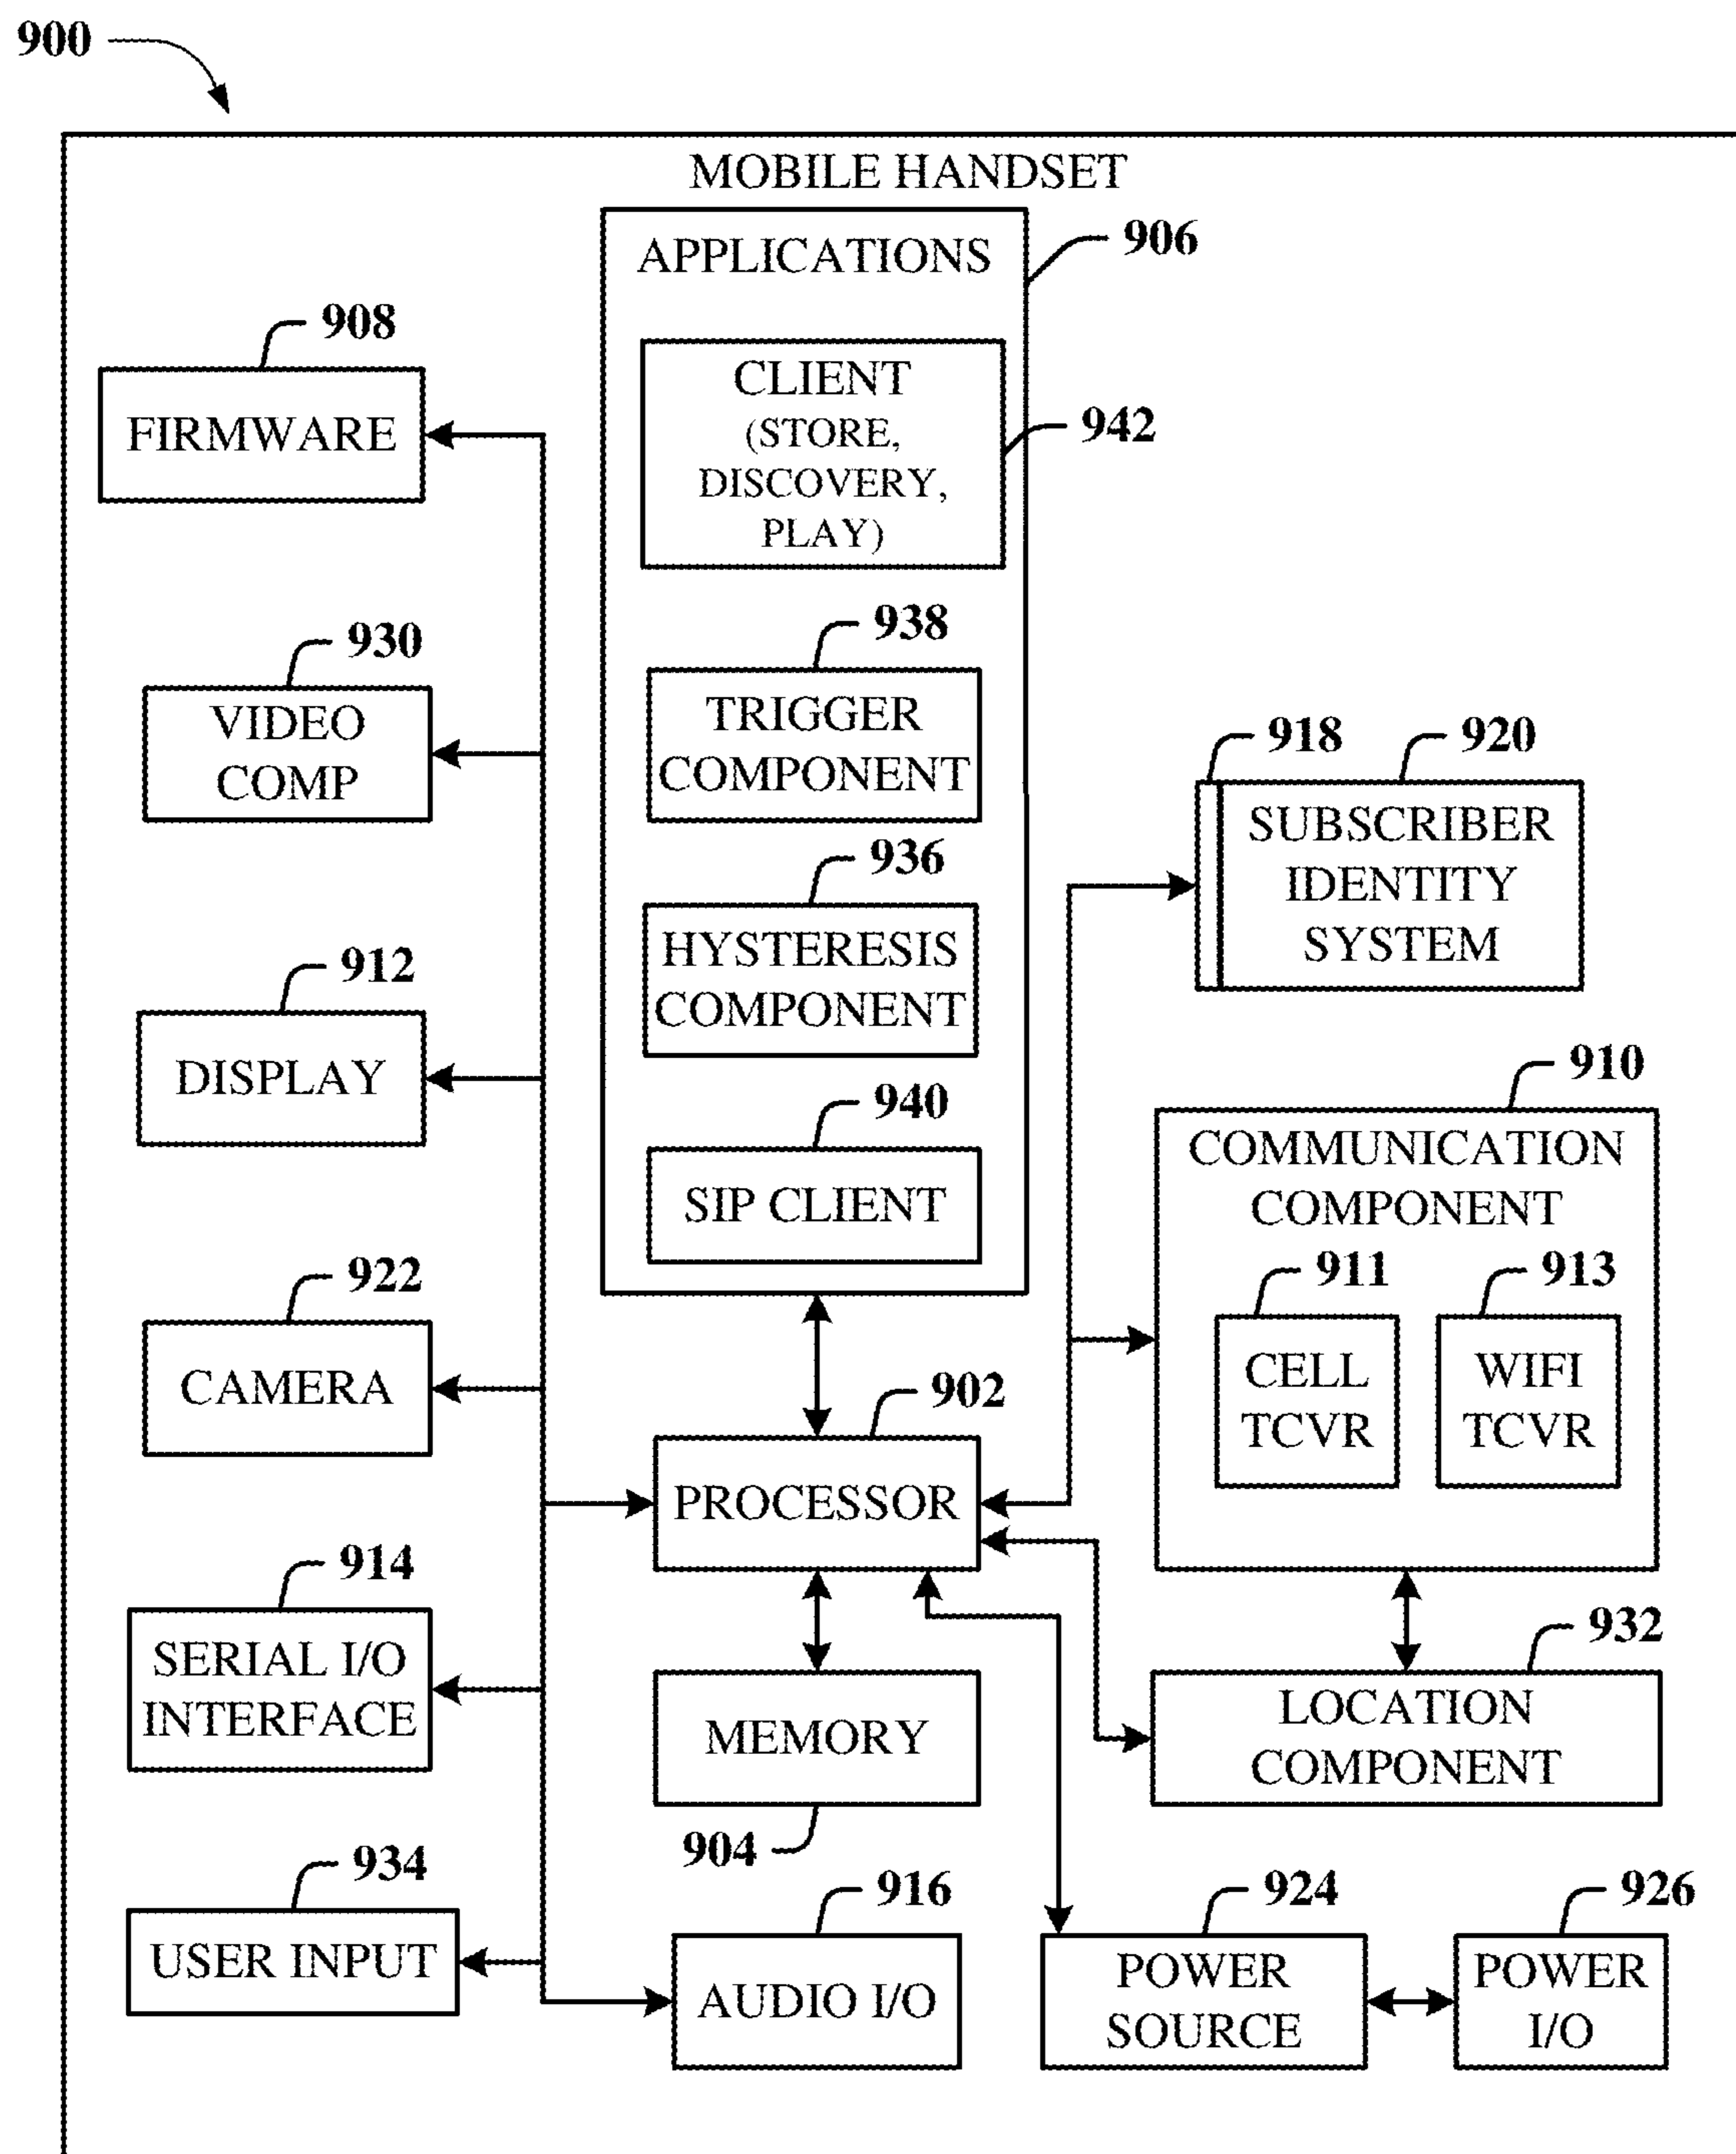 900
MOBILE HANDSET
APPLICATIONS
906
CLIENT
(STORE,
DISCOVERY,
PLAY)
942
938
TRIGGER
COMPONENT
936
HYSTERESIS
COMPONENT
940
SIP CLIENT
908
FIRMWARE
930
VIDEO
COMP
912
DISPLAY
922
CAMERA
914
SERIAL I/O
INTERFACE
934
USER INPUT
902
PROCESSOR
MEMORY
904
916
AUDIO I/O
918
920
SUBSCRIBER
IDENTITY
SYSTEM
910
COMMUNICATION
COMPONENT
911
CELL
TCVR
913
WIFI
TCVR
932
LOCATION
COMPONENT
924
POWER
SOURCE
926
POWER
I/O